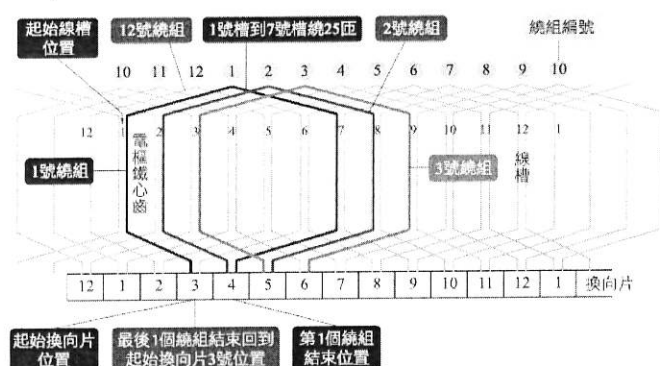 起始線槽
位置
12號繞組
1號槽到7號槽繞25匝
2號繞組
繞組編號
10 11 12 1 2 3 4 5 6 7 8 9 10
12 1 2 3 4 5 6 7 8 9 10 11 12 1
1號繞組
電樞鐵心齒
3號繞組
線槽
12 1 2 3 4 5 6 7 8 9 10 11 12 1 換向片
起始換向片
位置
最後1個繞組結束回到
起始換向片3號位置
第1個繞組
結束位置